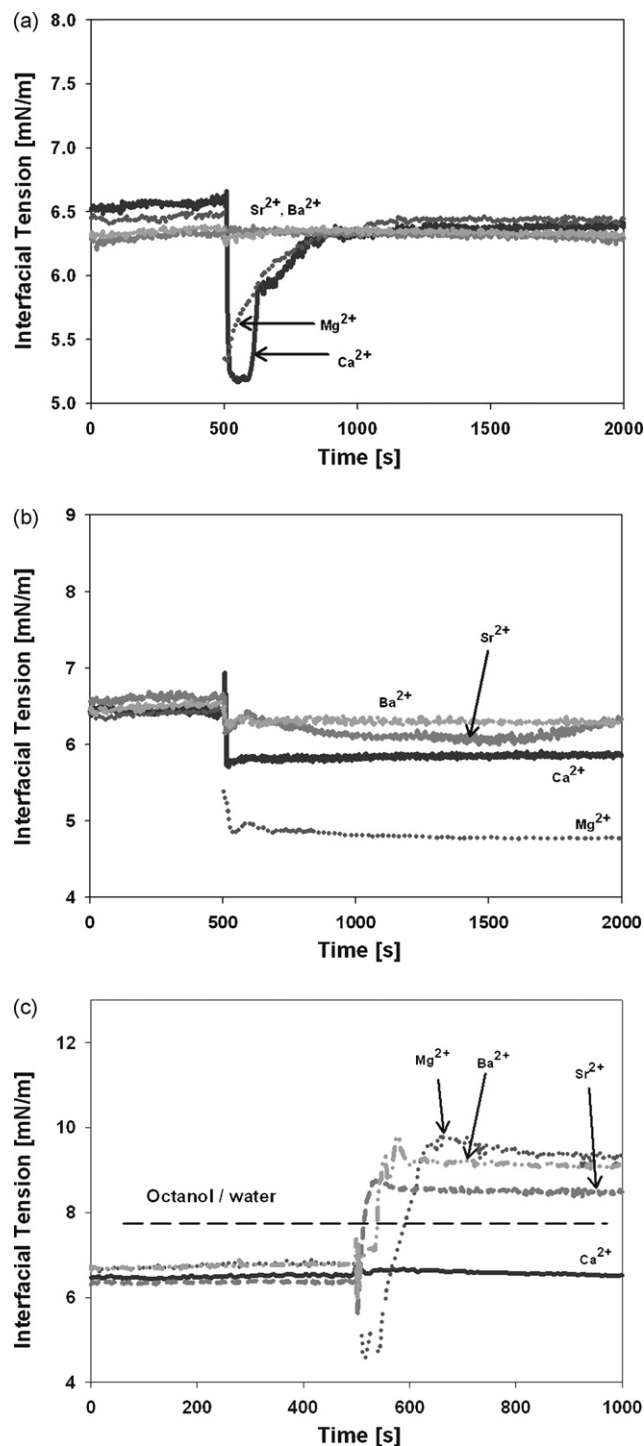 (a)
8.0
7.5
7.0
6.5
6.0
5.5
5.0
Interfacial Tension [mN/m]
Sr²⁺, Ba²⁺
Mg²⁺
Ca²⁺
0 500 1000 1500 2000
Time [s]
(b)
9
8
7
6
5
4
Interfacial Tension [mN/m]
Sr²⁺
Ba²⁺
Ca²⁺
Mg²⁺
0 500 1000 1500 2000
Time [s]
(c)
12
10
8
6
4
Interfacial Tension [mN/m]
Mg²⁺ Ba²⁺ Sr²⁺
Octanol / water
Ca²⁺
0 200 400 600 800 1000
Time [s]